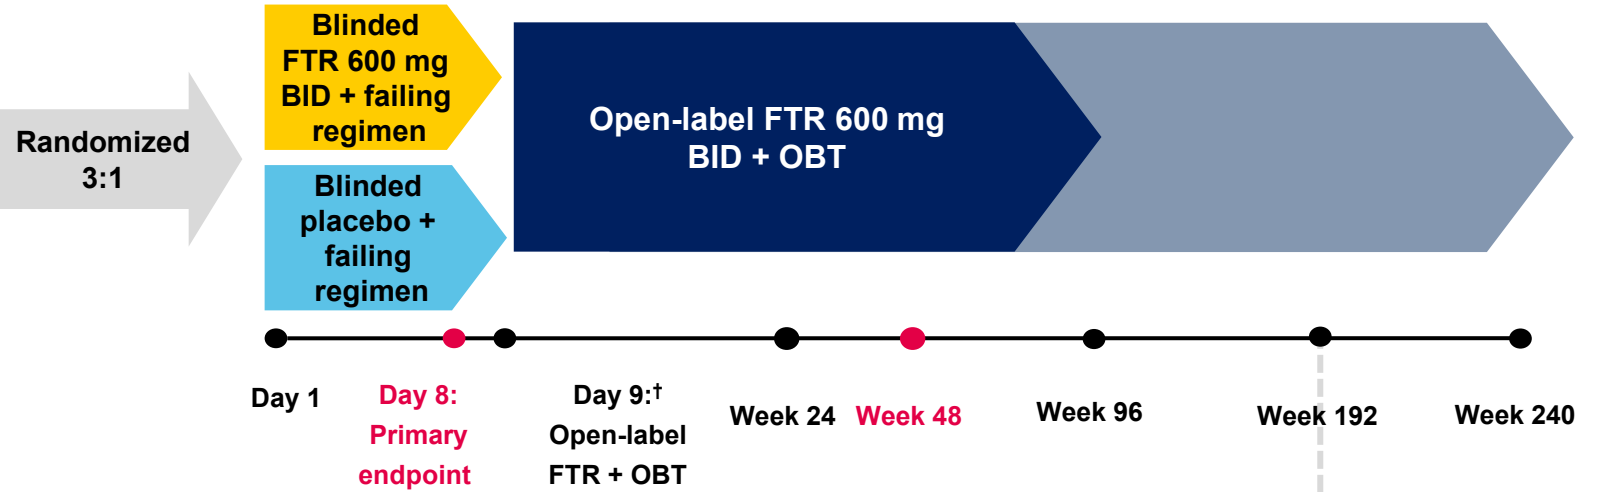 Randomized
3:1
Blinded
FTR 600 mg
BID + failing
regimen
Blinded
placebo +
failing
regimen
Open-label FTR 600 mg
BID + OBT
Day 1
Day 8:
Primary
endpoint
Day 9:†
Open-label
FTR + OBT
Week 24
Week 48
Week 96
Week 192
Week 240